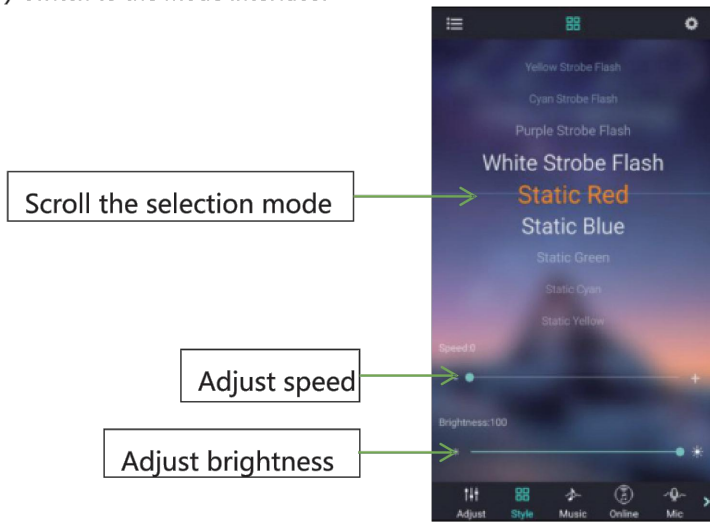 Yellow Strobe Flash
Cyan Strobe Flash
Purple Strobe Flash
White Strobe Flash
Scroll the selection mode
Static Red
Static Blue
Static Green
Static Cyan
Static Yellow
Speed:0
Adjust speed
Brightness:100
Adjust brightness
Adjust Style Music Online Mic